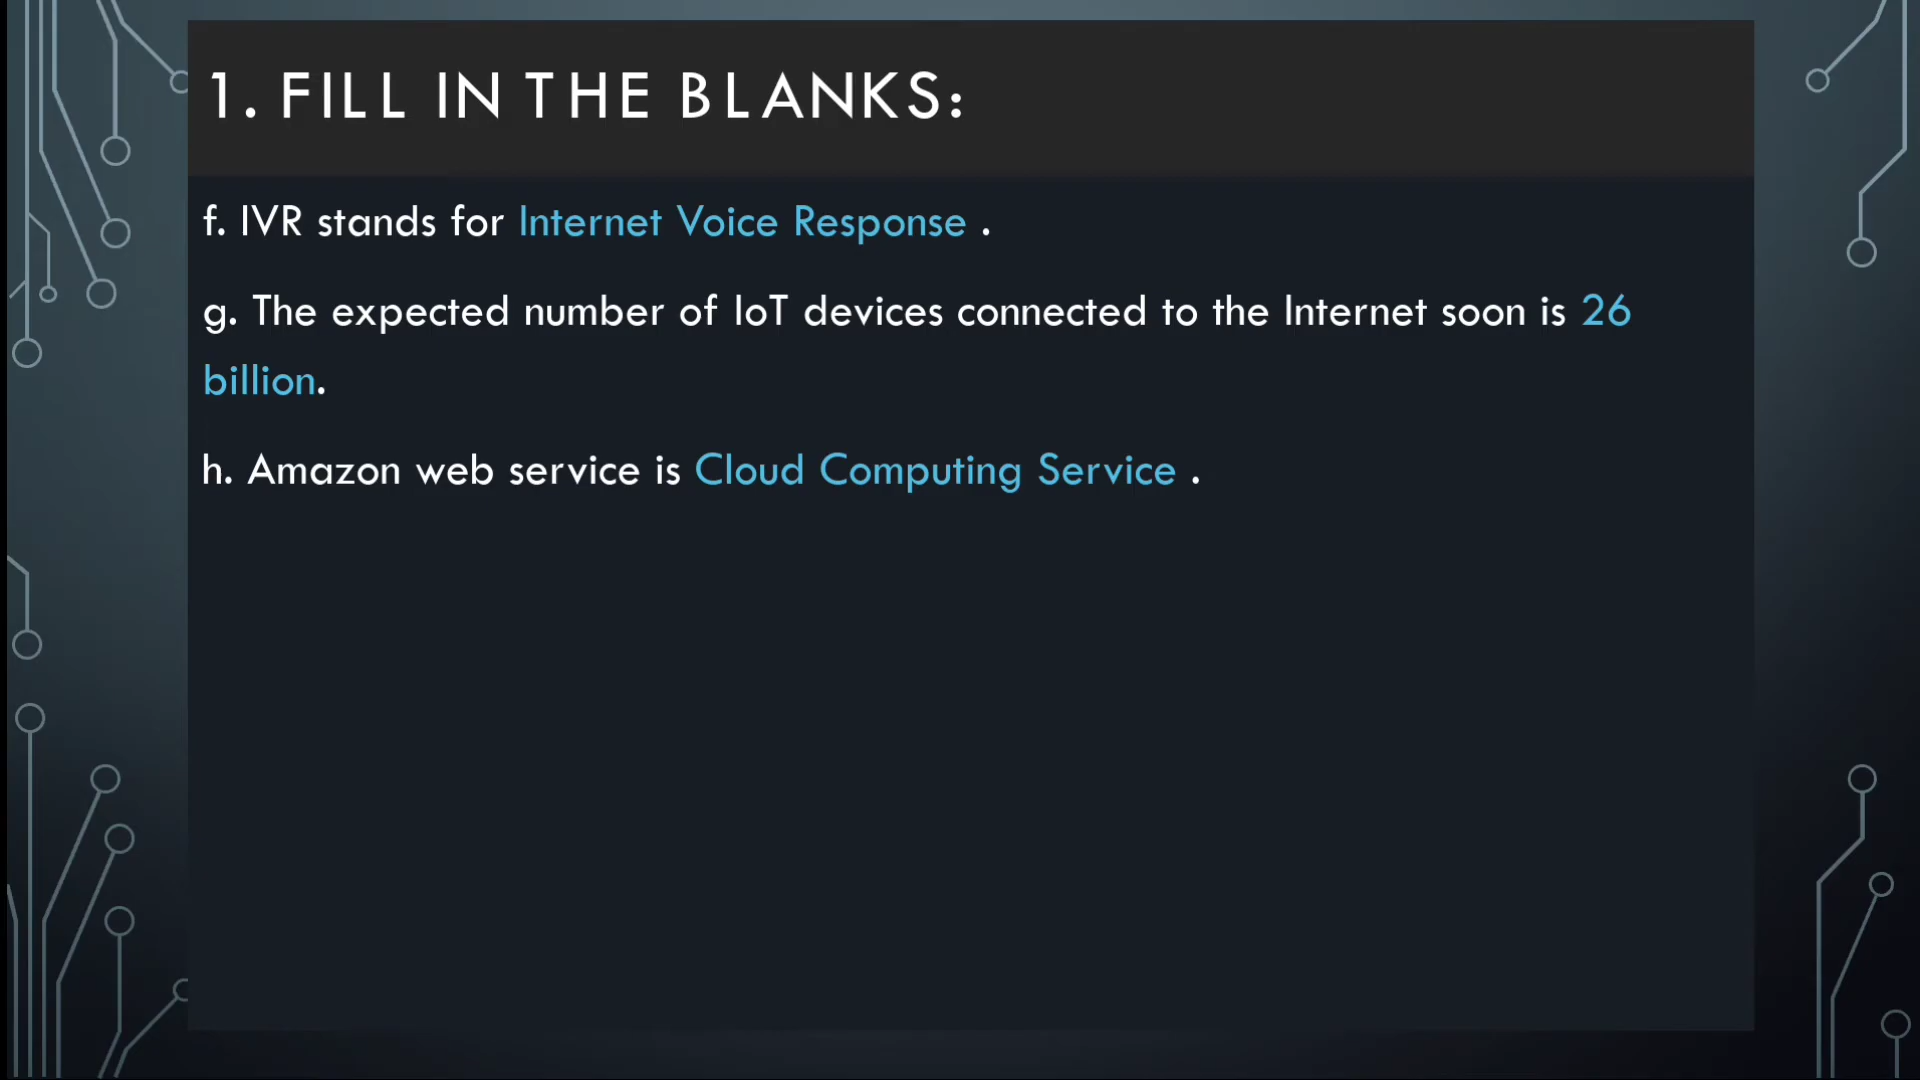 1. FILL IN THE BLANKS:
f. IVR stands for Internet Voice Response .
g. The expected number of IoT devices connected to the Internet soon is 26
billion.
h. Amazon web service is Cloud Computing Service .